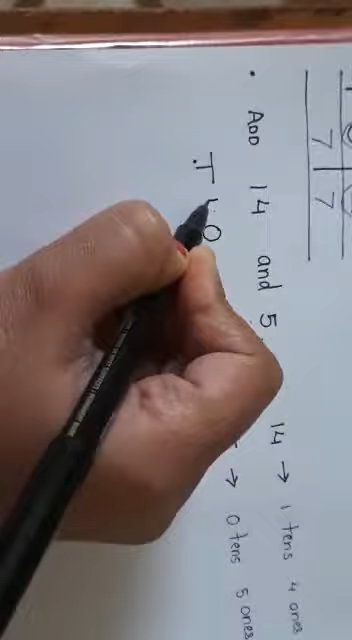 7 7
• ADD 14 and 5. 14 → 1 tens 4 ones
→ 0 tens 5 ones
T O